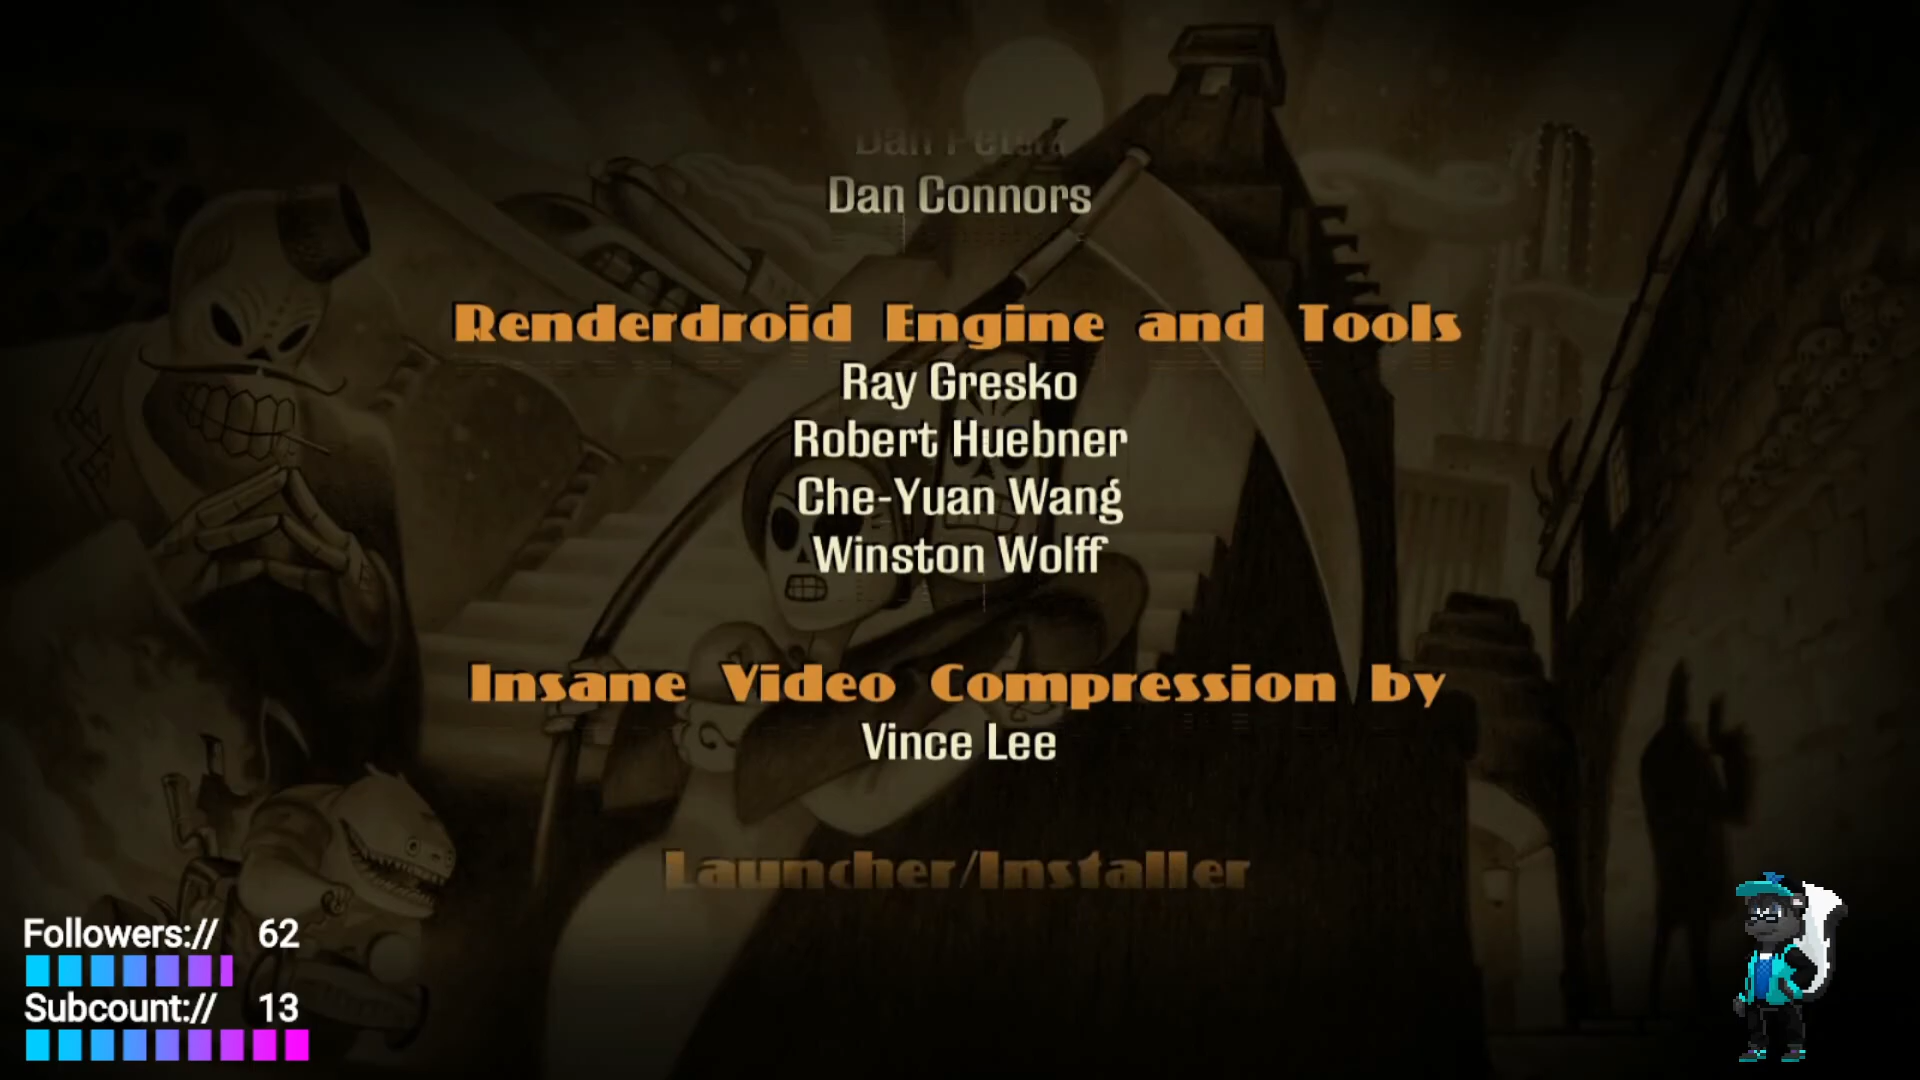 Dan
Dan Connors
Renderdroid Engine and Tools
Ray Gresko
Robert Huebner
Che-Yuan Wang
Winston Wolff
Insane Video Compression by
Vince Lee
Launcher/Installer
Followers:// 62
Subcount:// 13